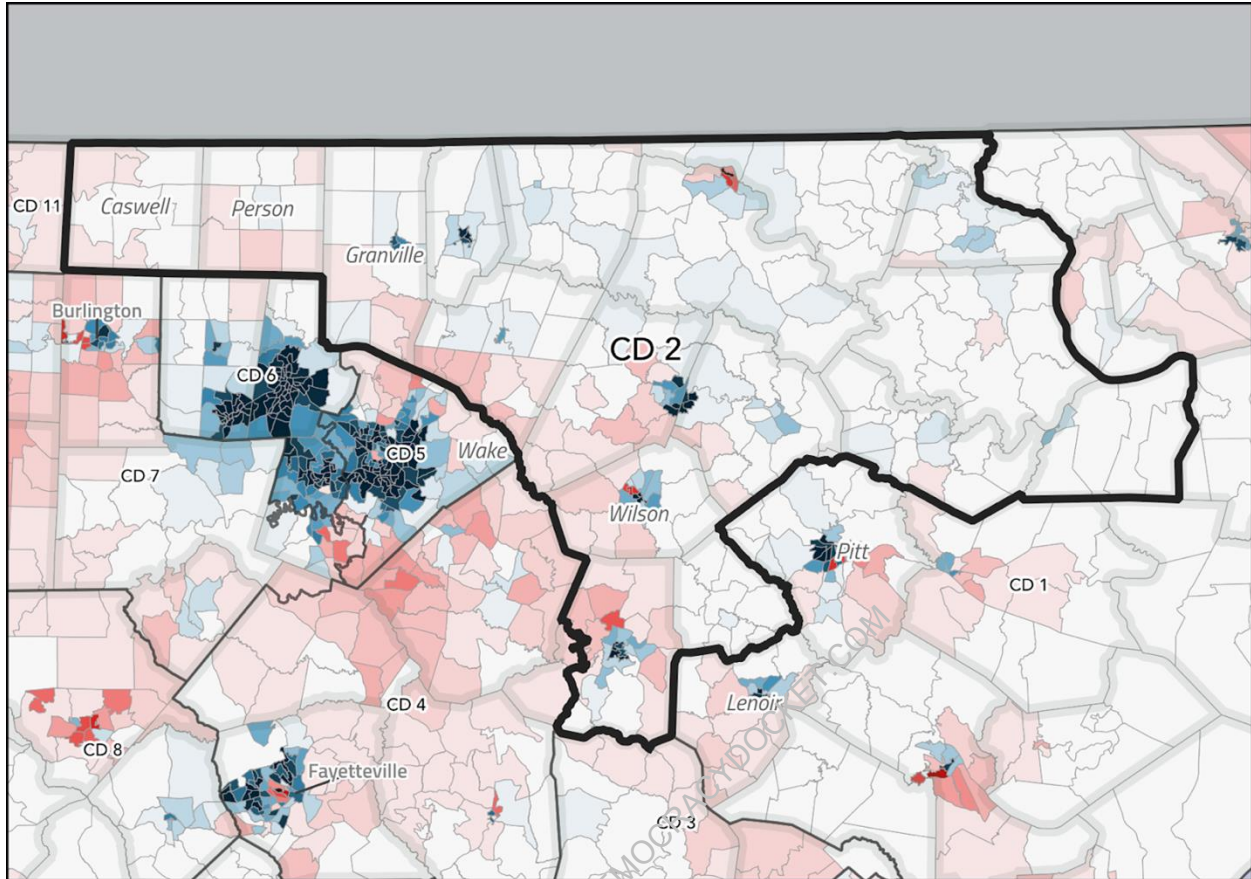 CD 11
Caswell
Person
Granville
Burlington
CD 2
CD 6
CD 5
Wake
CD 7
Wilson
Pitt
CD 1
Lenoir
CD 4
CD 8
Fayetteville
CD 3
MOCRACYDOCKET.COM